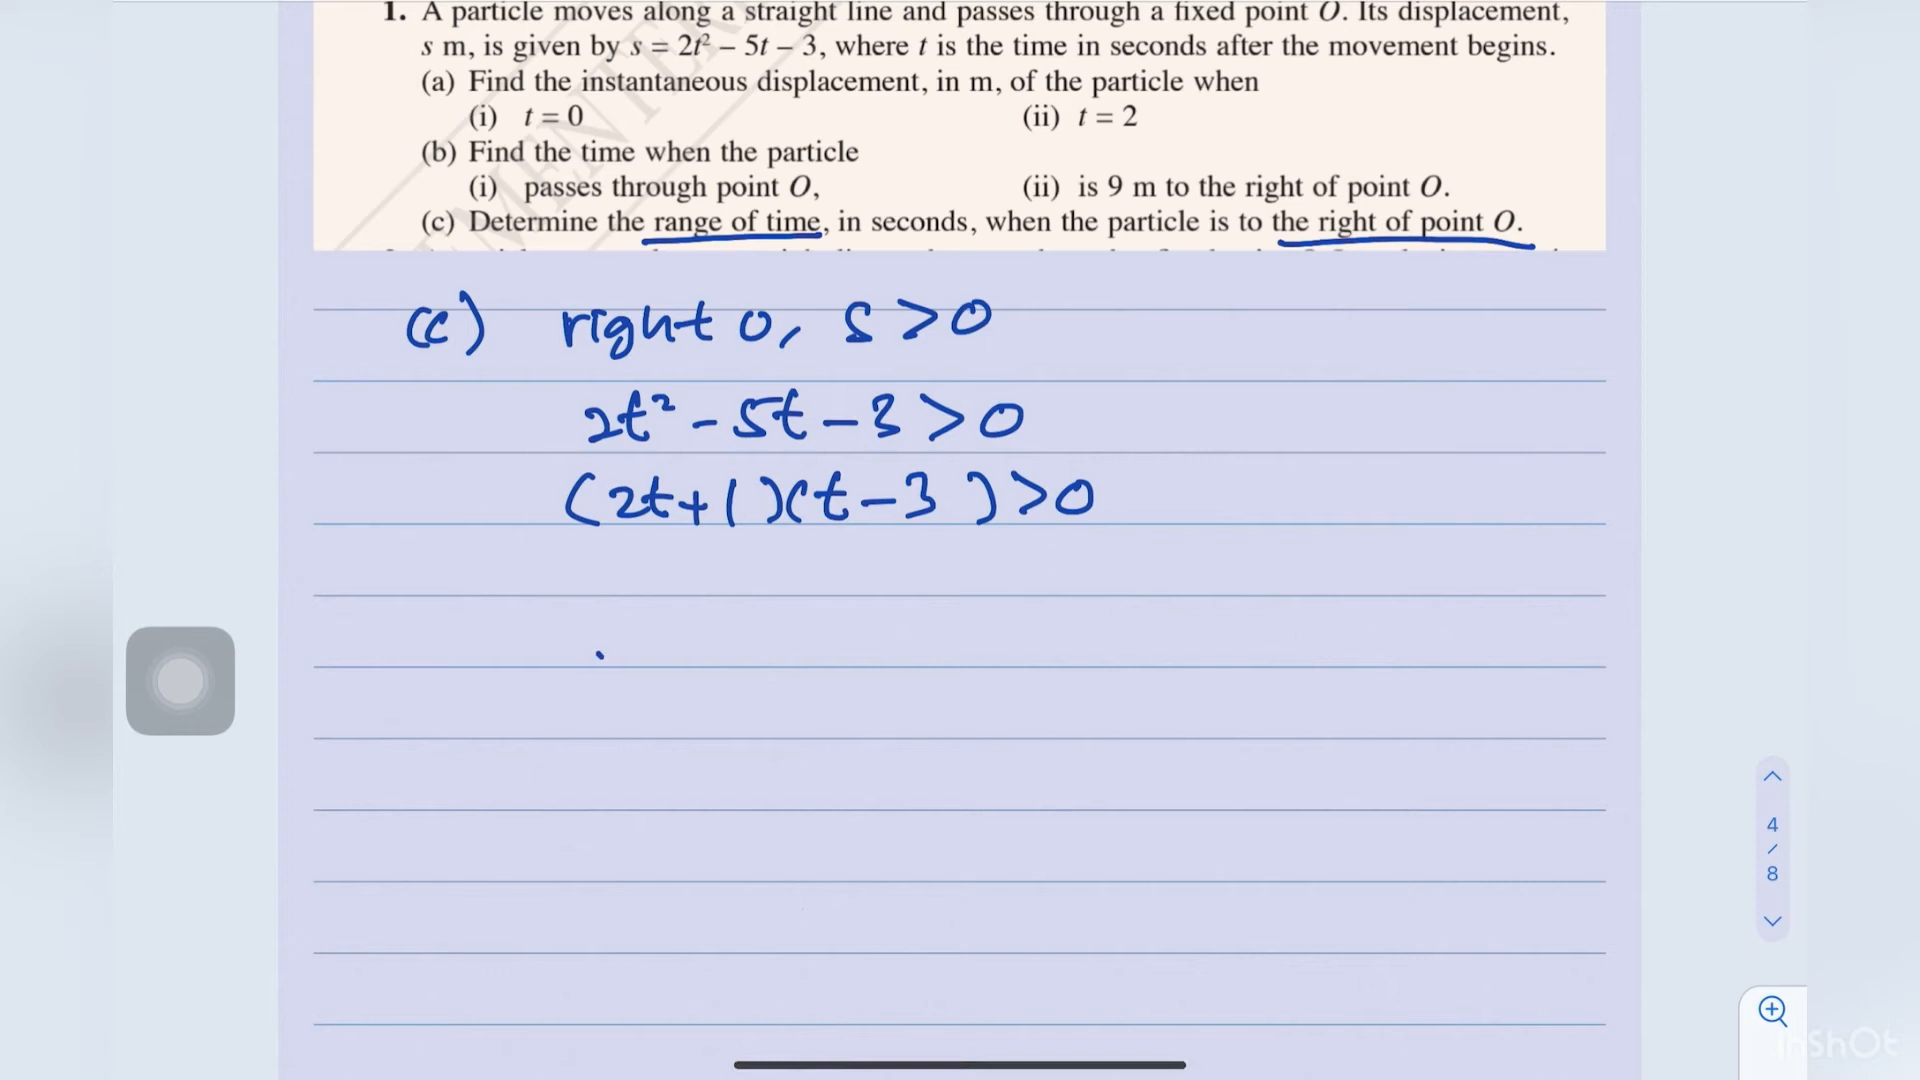 1. A particle moves along a straight line and passes through a fixed point O. Its displacement,
s m, is given by s = 2t² – 5t – 3, where t is the time in seconds after the movement begins.
(a) Find the instantaneous displacement, in m, of the particle when
(i) t = 0 (ii) t = 2
(b) Find the time when the particle
(i) passes through point O, (ii) is 9 m to the right of point O.
(c) Determine the range of time, in seconds, when the particle is to the right of point O.
(c) right O, s > 0
2t² - 5t - 3 > 0
(2t+1)(t-3) > 0
4
/
8